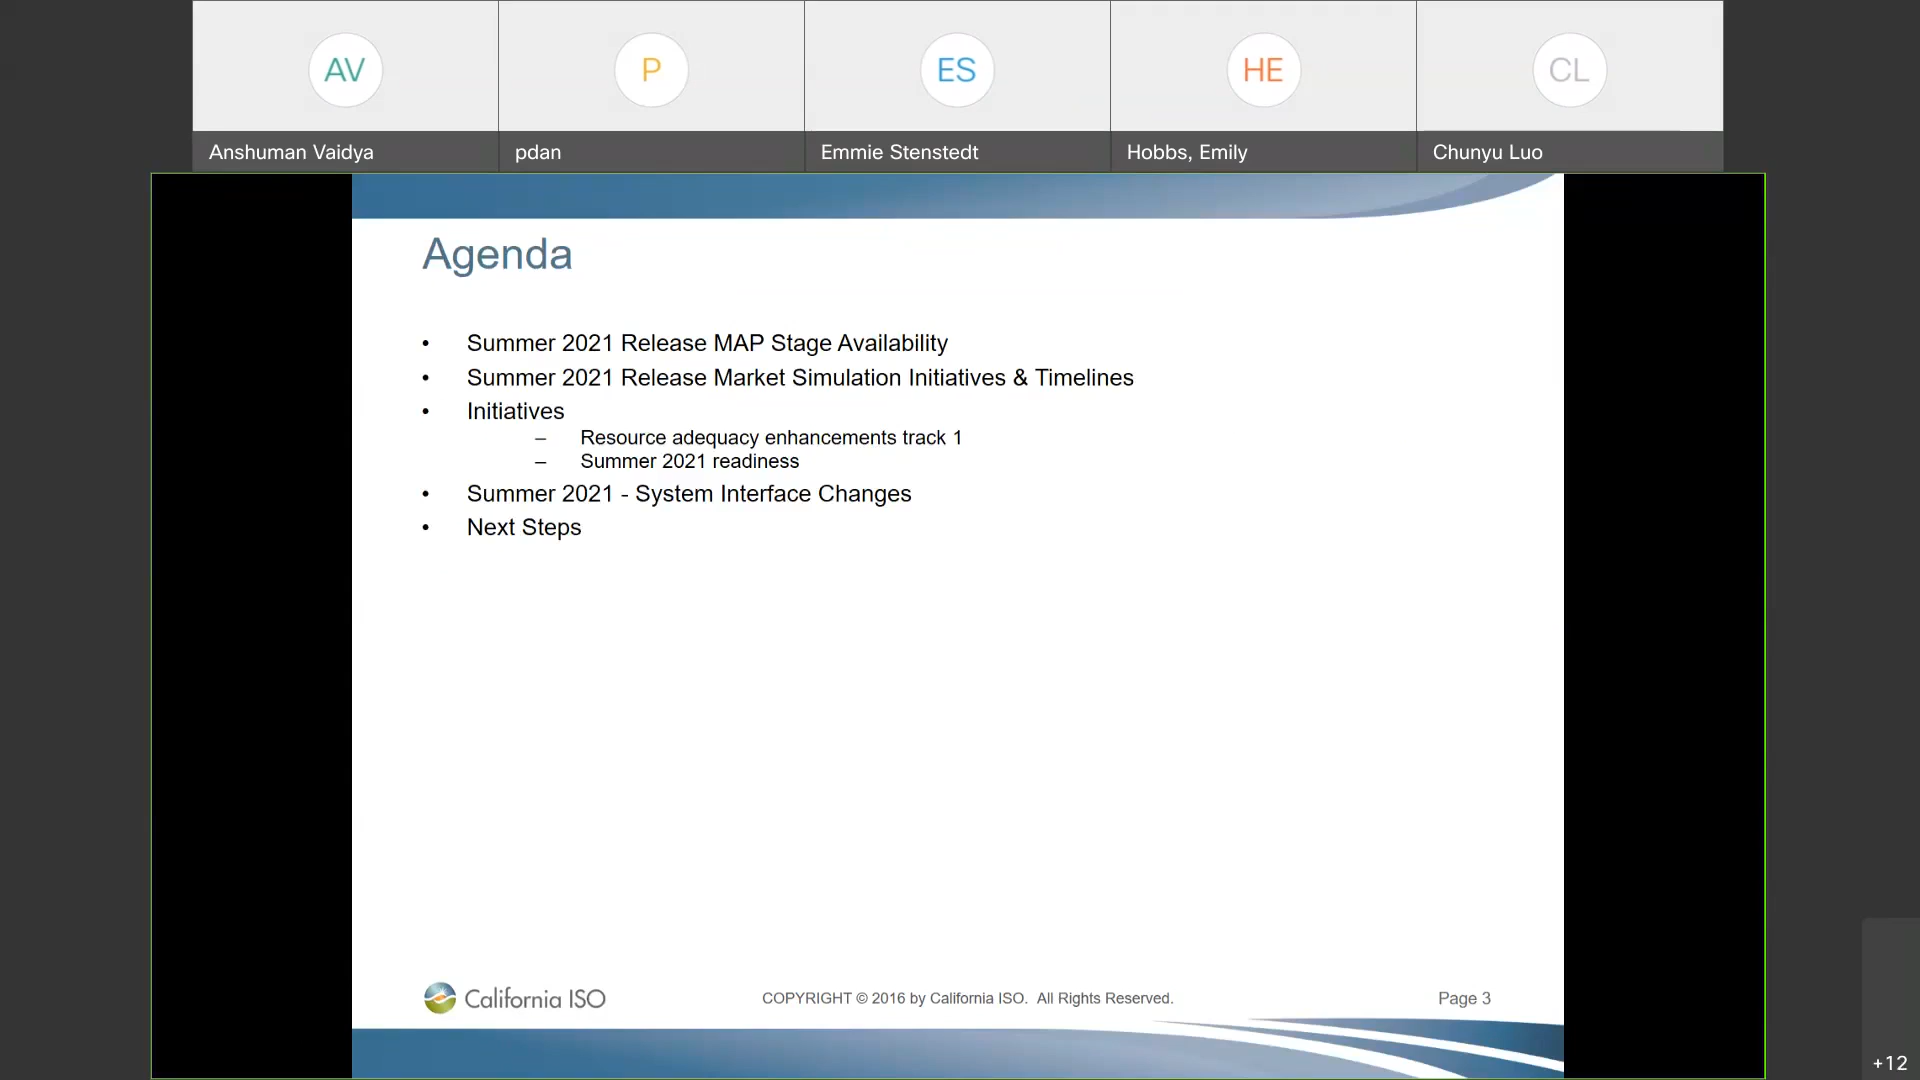 AV
P
ES
HE
CL
Anshuman Vaidya
pdan
Emmie Stenstedt
Hobbs, Emily
Chunyu Luo
Agenda
• Summer 2021 Release MAP Stage Availability
• Summer 2021 Release Market Simulation Initiatives & Timelines
• Initiatives
– Resource adequacy enhancements track 1
– Summer 2021 readiness
• Summer 2021 - System Interface Changes
• Next Steps
California ISO
COPYRIGHT © 2016 by California ISO. All Rights Reserved.
Page 3
+12